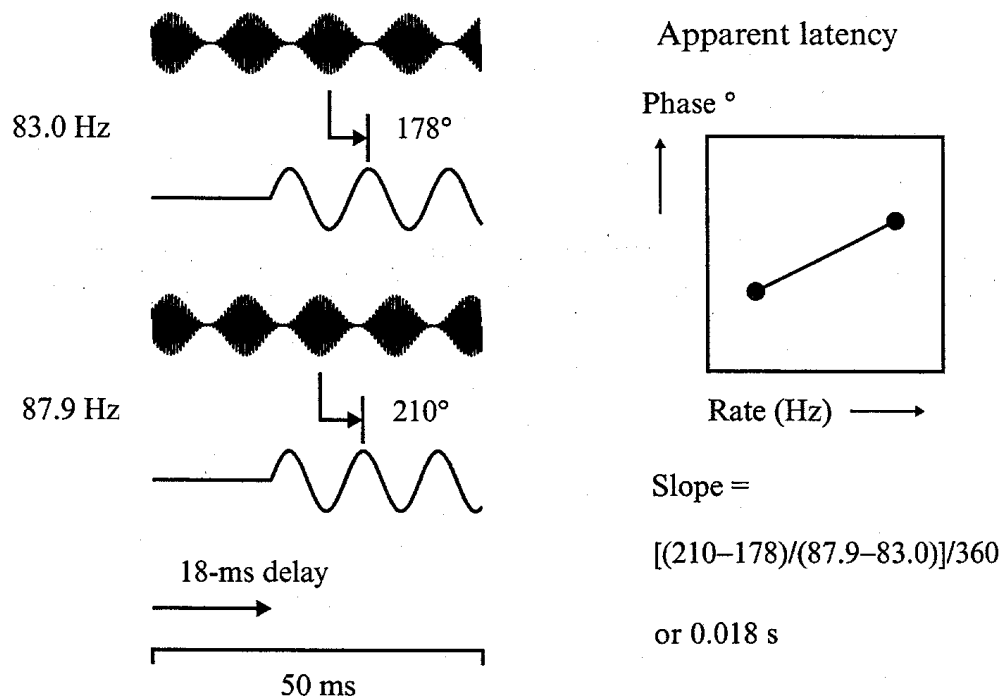 83.0 Hz
178°
87.9 Hz
210°
18-ms delay
50 ms
Apparent latency
Phase °
Rate (Hz)
Slope =
[(210–178)/(87.9–83.0)]/360
or 0.018 s